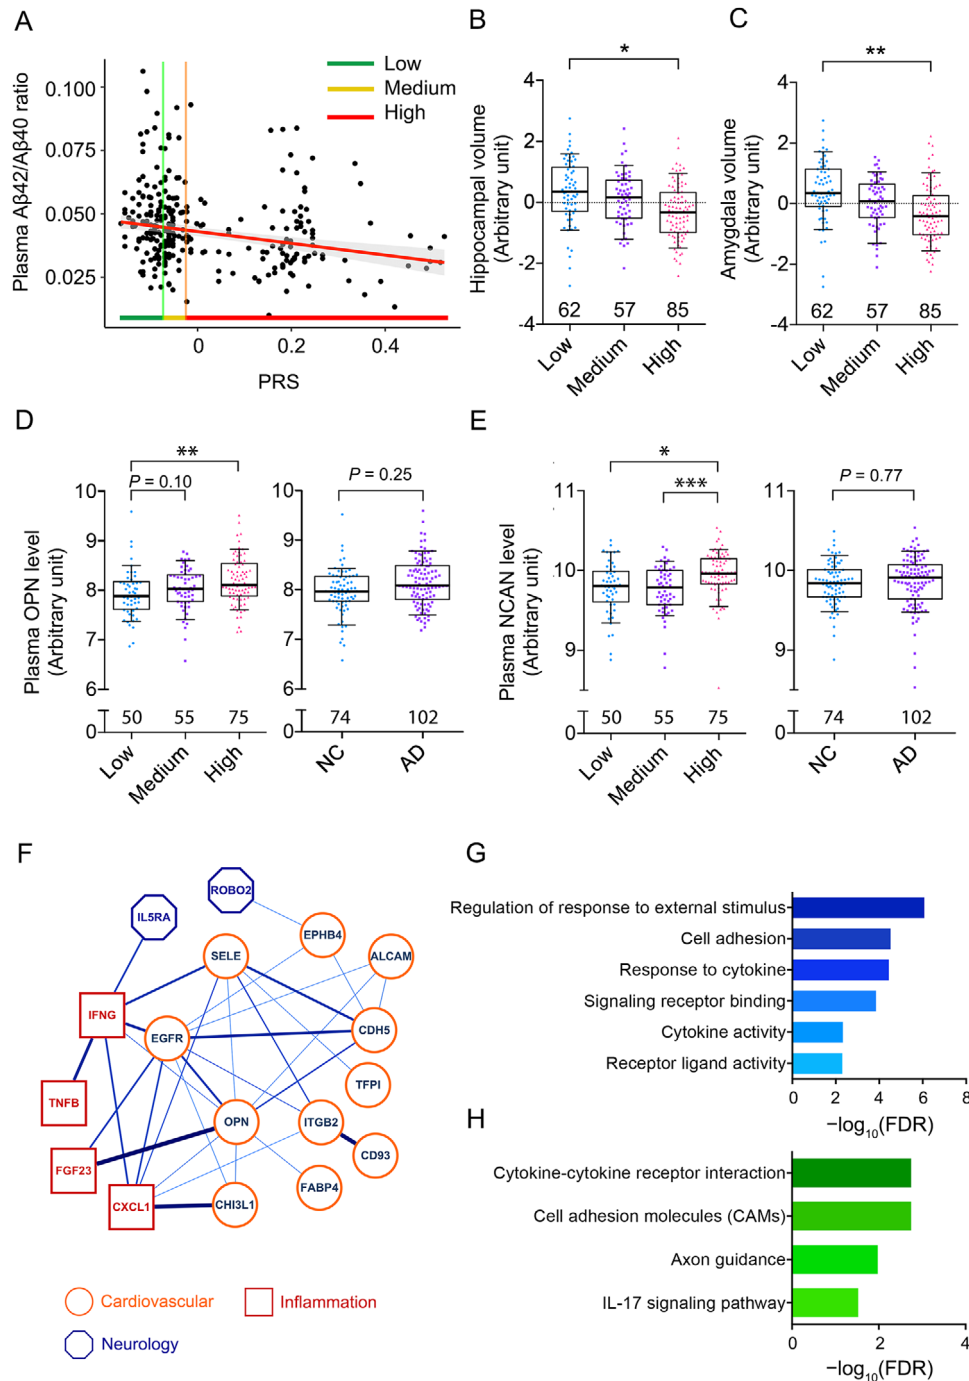 A
Plasma Aβ42/Aβ40 ratio
0.100
0.075
0.050
0.025
0
0.2
0.4
PRS
Low
Medium
High
B
Hippocampal volume
(Arbitrary unit)
*
4
2
0
-2
-4
62
57
85
Low
Medium
High
C
Amygdala volume
(Arbitrary unit)
**
4
2
0
-2
-4
62
57
85
Low
Medium
High
D
Plasma OPN level
(Arbitrary unit)
**
P = 0.10
10
9
8
7
6
0
50
55
75
Low
Medium
High
P = 0.25
10
9
8
7
6
0
74
102
NC
AD
E
Plasma NCAN level
(Arbitrary unit)
*
***
11
10
9
0
50
55
75
Low
Medium
High
P = 0.77
11
10
9
0
74
102
NC
AD
F
ROBO2
IL5RA
EPHB4
SELE
ALCAM
IFNG
EGFR
CDH5
TFPI
TNFB
OPN
ITGB2
CD93
FGF23
FABP4
CXCL1
CHI3L1
Cardiovascular
Inflammation
Neurology
G
Regulation of response to external stimulus
Cell adhesion
Response to cytokine
Signaling receptor binding
Cytokine activity
Receptor ligand activity
0
2
4
6
8
−log10(FDR)
H
Cytokine-cytokine receptor interaction
Cell adhesion molecules (CAMs)
Axon guidance
IL-17 signaling pathway
0
2
4
−log10(FDR)